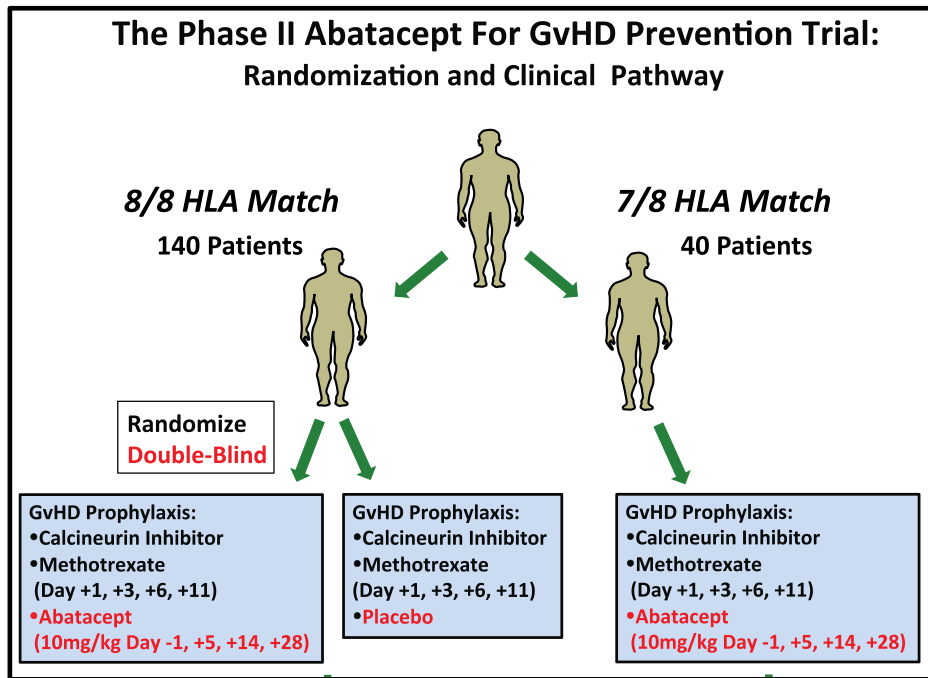 The Phase II Abatacept For GvHD Prevention Trial:
Randomization and Clinical Pathway
8/8 HLA Match
140 Patients
7/8 HLA Match
40 Patients
Randomize
Double-Blind
GvHD Prophylaxis:
•Calcineurin Inhibitor
•Methotrexate
(Day +1, +3, +6, +11)
•Abatacept
(10mg/kg Day -1, +5, +14, +28)
GvHD Prophylaxis:
•Calcineurin Inhibitor
•Methotrexate
(Day +1, +3, +6, +11)
•Placebo
GvHD Prophylaxis:
•Calcineurin Inhibitor
•Methotrexate
(Day +1, +3, +6, +11)
•Abatacept
(10mg/kg Day -1, +5, +14, +28)